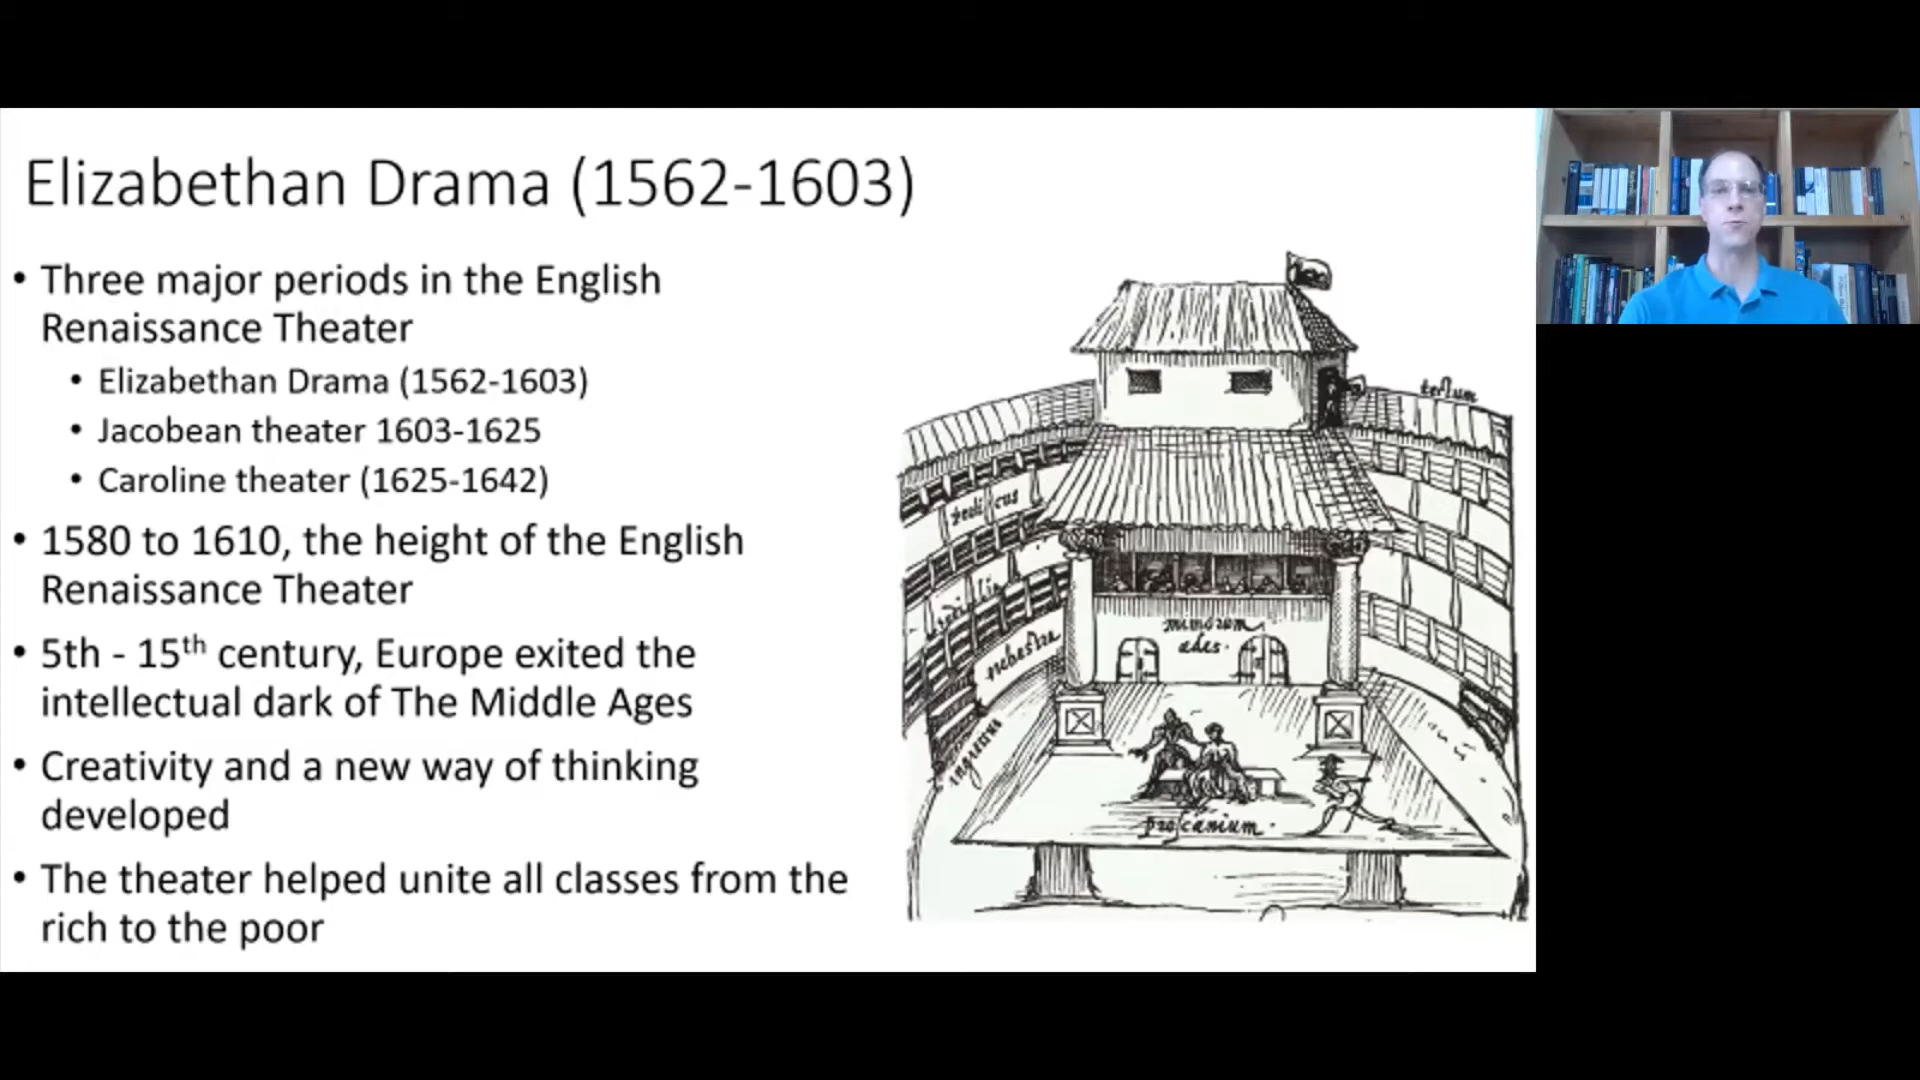 Elizabethan Drama (1562-1603)
• Three major periods in the English
Renaissance Theater
• Elizabethan Drama (1562-1603)
• Jacobean theater 1603-1625
• Caroline theater (1625-1642)
• 1580 to 1610, the height of the English
Renaissance Theater
• 5th - 15th century, Europe exited the
intellectual dark of The Middle Ages
• Creativity and a new way of thinking
developed
• The theater helped unite all classes from the
rich to the poor
tectum
orchestra
mimorum
ædes.
ingressus
proscænium.